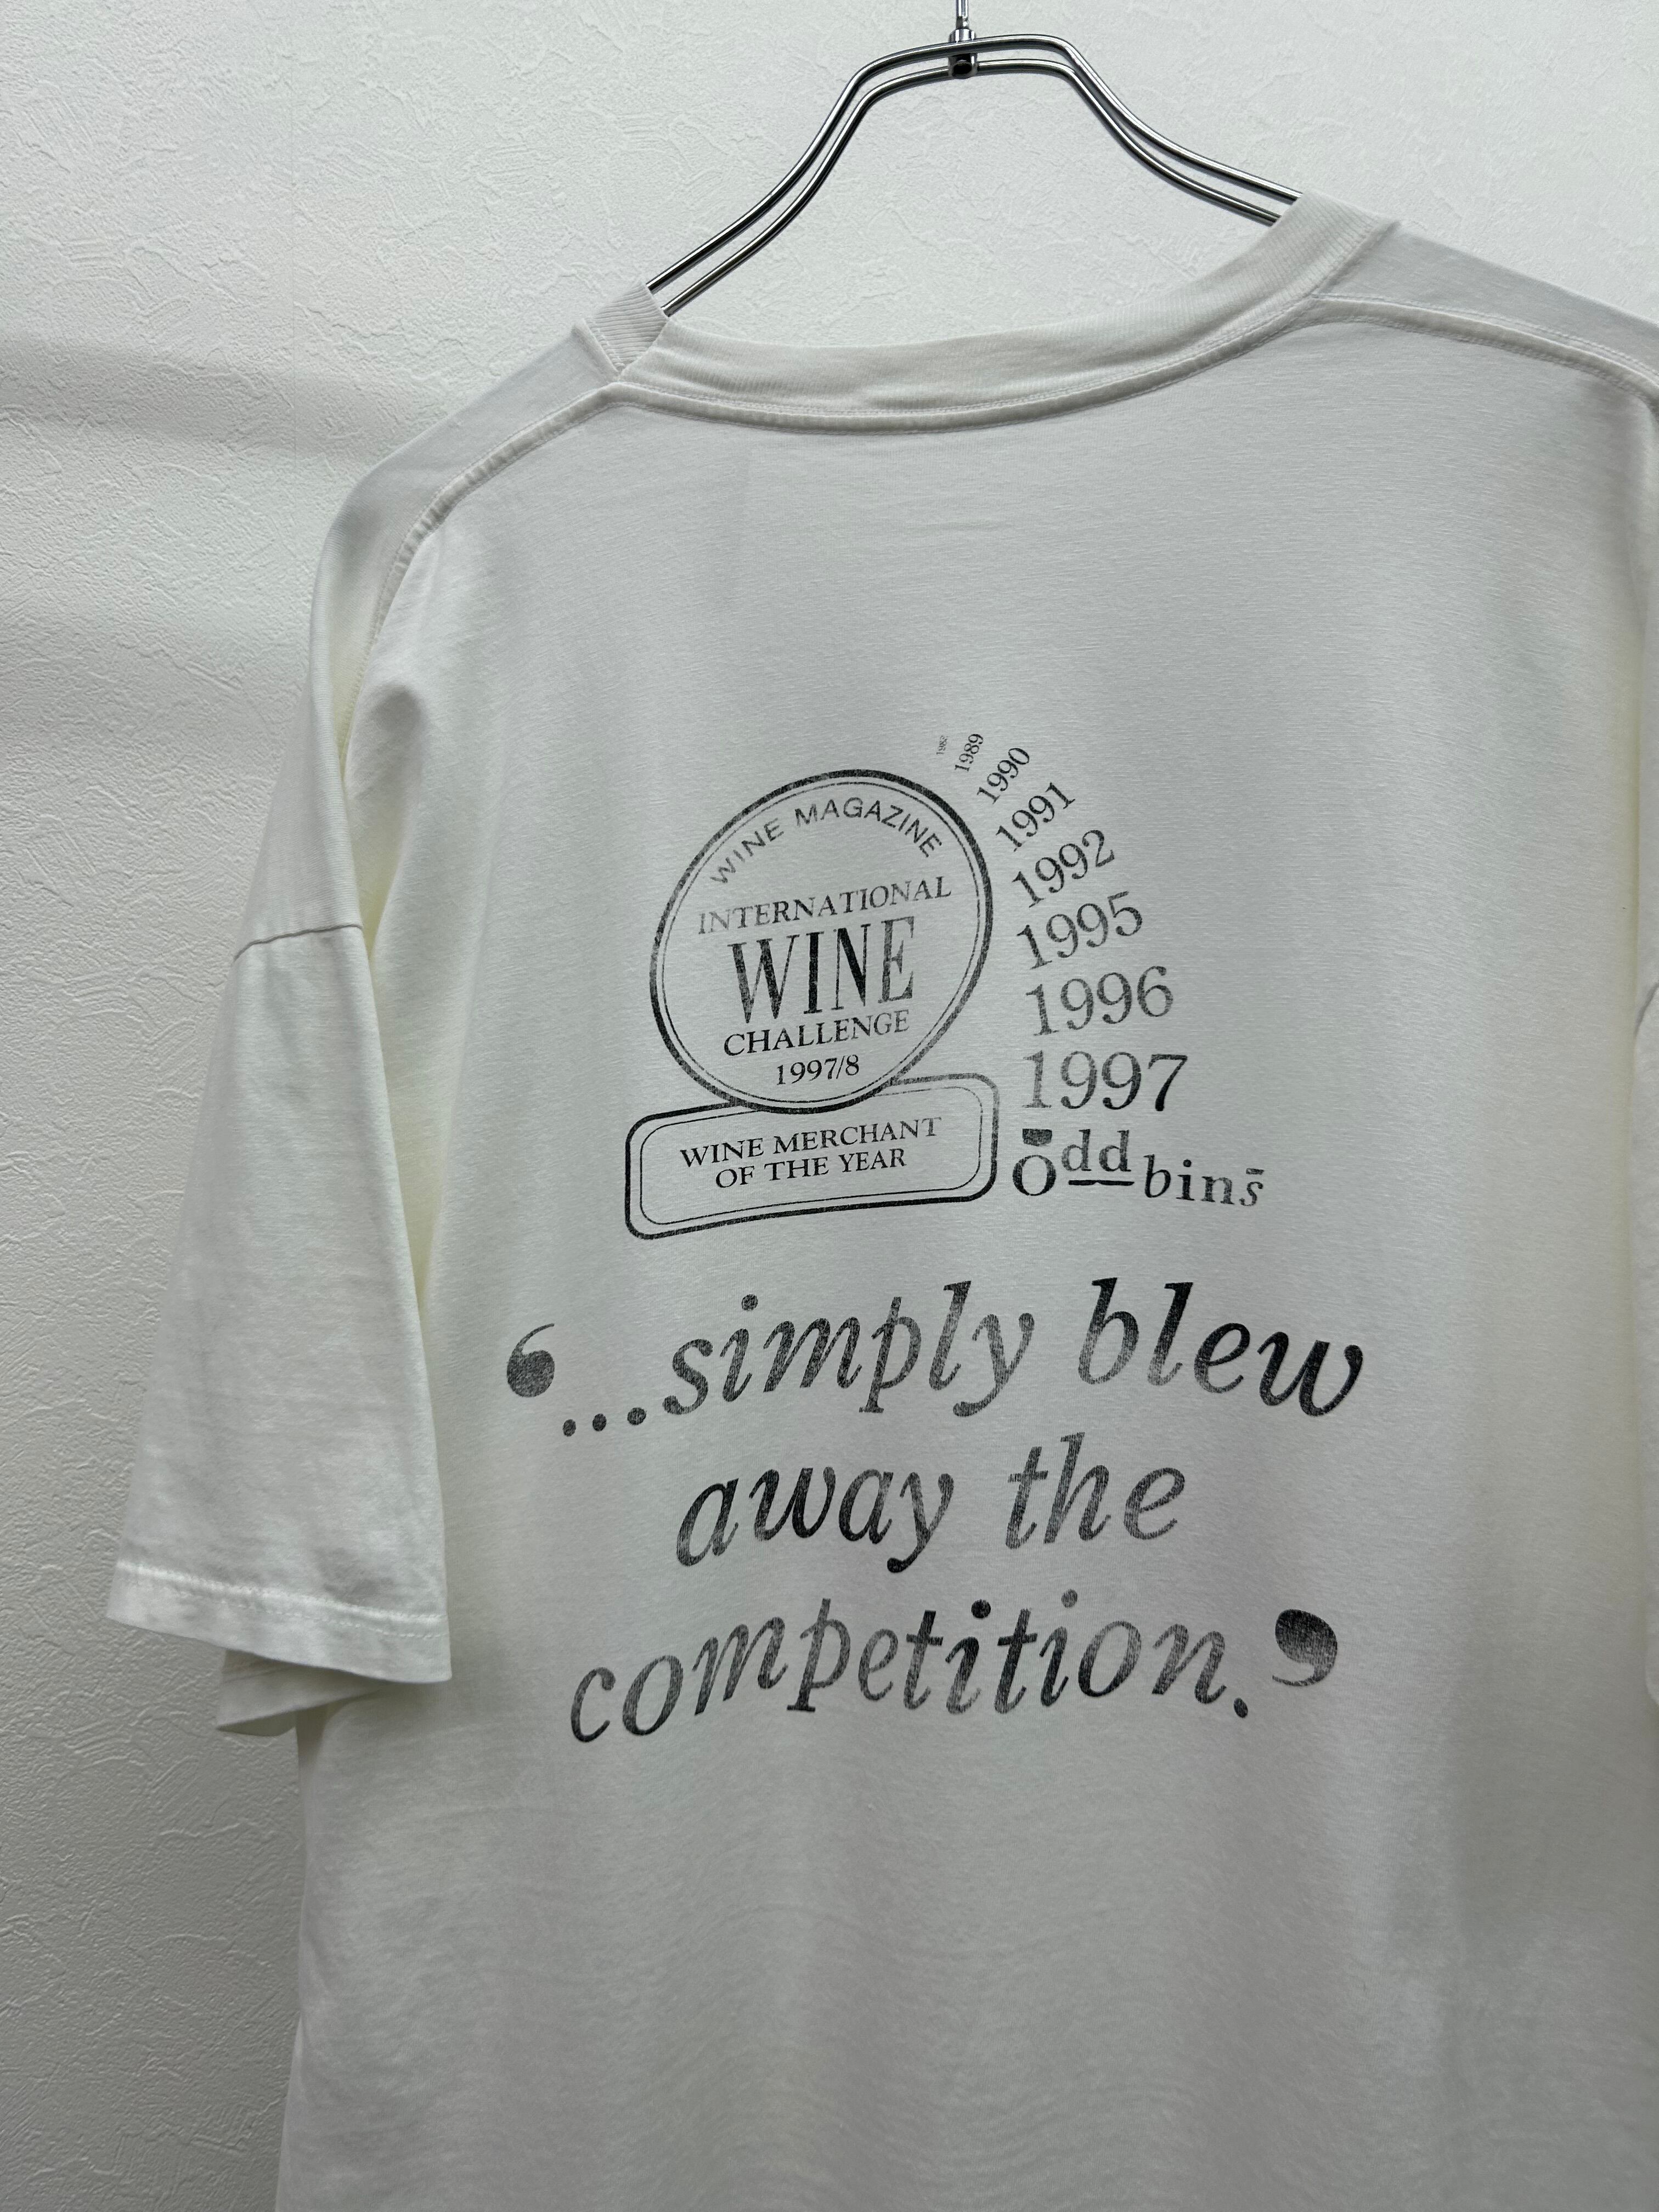 WINE MAGAZINE
INTERNATIONAL
WINE
CHALLENGE
1997/8
WINE MERCHANT
OF THE YEAR
1989
1990
1991
1992
1995
1996
1997
Oddbins
‘...simply blew
away the
competition.’